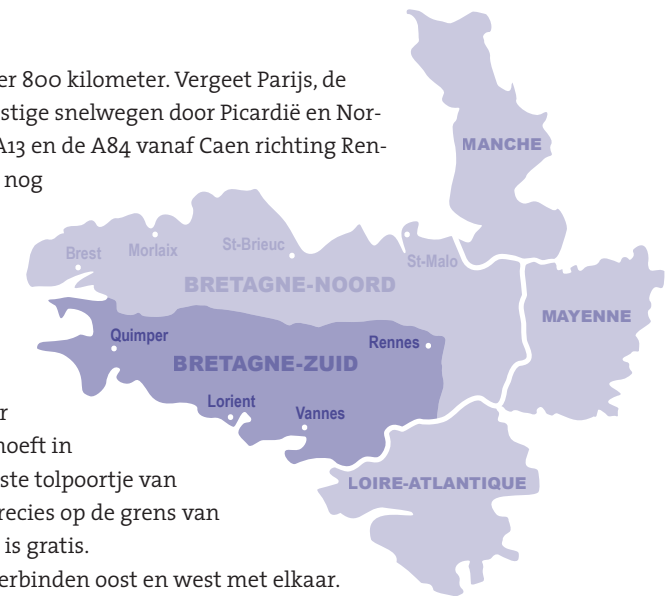 er 800 kilometer. Vergeet Parijs, de
stige snelwegen door Picardië en Nor-
A13 en de A84 vanaf Caen richting Ren-
nog
MANCHE
Brest
Morlaix
St-Brieuc
St-Malo
BRETAGNE-NOORD
MAYENNE
Quimper
Rennes
BRETAGNE-ZUID
Lorient
Vannes
r
hoeft in
ste tolpoortje van
LOIRE-ATLANTIQUE
recies op de grens van
is gratis.
erbinden oost en west met elkaar.